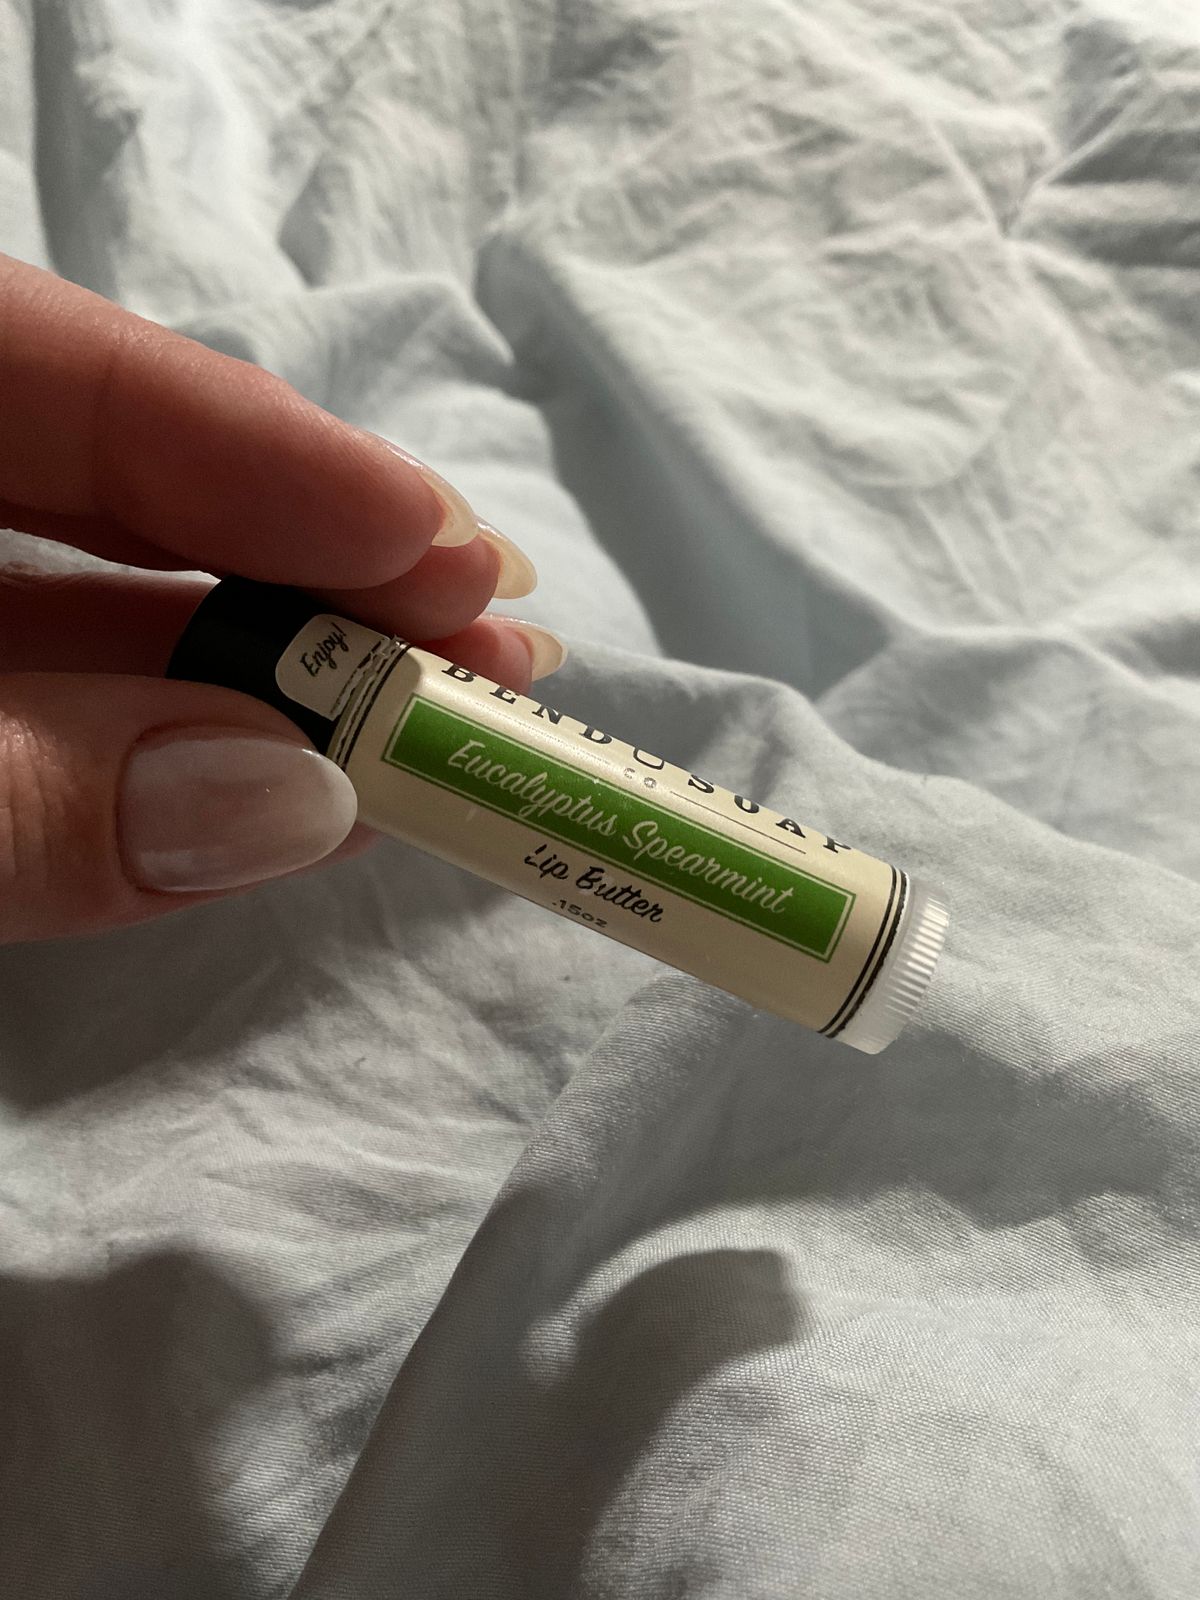 Enjoy!
BEND SOAP
CO
Eucalyptus Spearmint
Lip Butter
.15oz